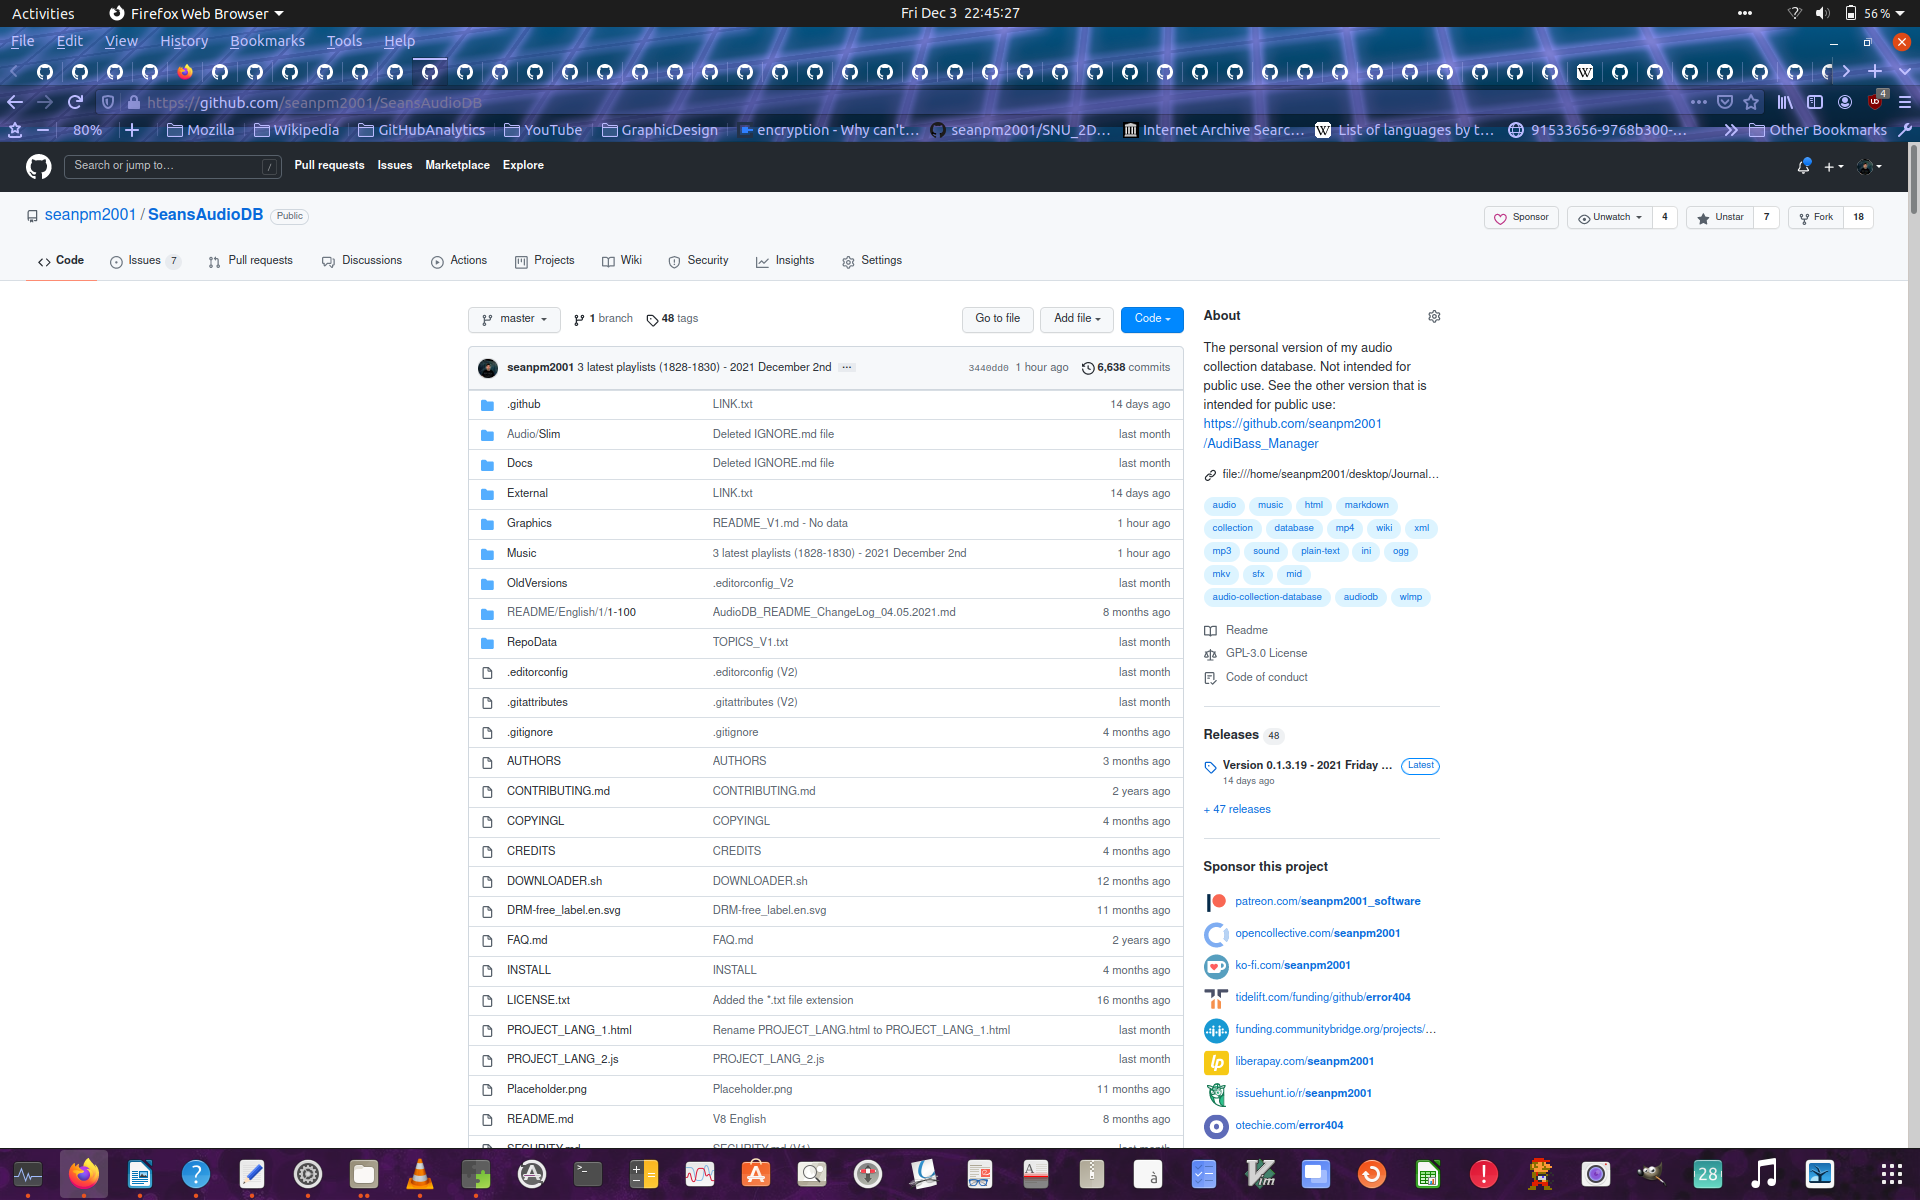 Activities Firefox Web Browser Fri Dec 3 22:45:27 56 %
File Edit View History Bookmarks Tools Help
https://github.com/seanpm2001/SeansAudioDB 4
80% Mozilla Wikipedia GitHubAnalytics YouTube GraphicDesign encryption - Why can't... seanpm2001/SNU_2D... Internet Archive Searc... List of languages by t... 91533656-9768b300-... Other Bookmarks
Search or jump to... / Pull requests Issues Marketplace Explore
seanpm2001 / SeansAudioDB Public Sponsor Unwatch 4 Unstar 7 Fork 18
Code Issues 7 Pull requests Discussions Actions Projects Wiki Security Insights Settings
master 1 branch 48 tags Go to file Add file Code
seanpm2001 3 latest playlists (1828-1830) - 2021 December 2nd ... 3440dd0 1 hour ago 6,638 commits
.github LINK.txt 14 days ago
Audio/Slim Deleted IGNORE.md file last month
Docs Deleted IGNORE.md file last month
External LINK.txt 14 days ago
Graphics README_V1.md - No data 1 hour ago
Music 3 latest playlists (1828-1830) - 2021 December 2nd 1 hour ago
OldVersions .editorconfig_V2 last month
README/English/1/1-100 AudioDB_README_ChangeLog_04.05.2021.md 8 months ago
RepoData TOPICS_V1.txt last month
.editorconfig .editorconfig (V2) last month
.gitattributes .gitattributes (V2) last month
.gitignore .gitignore 4 months ago
AUTHORS AUTHORS 3 months ago
CONTRIBUTING.md CONTRIBUTING.md 2 years ago
COPYINGL COPYINGL 4 months ago
CREDITS CREDITS 4 months ago
DOWNLOADER.sh DOWNLOADER.sh 12 months ago
DRM-free_label.en.svg DRM-free_label.en.svg 11 months ago
FAQ.md FAQ.md 2 years ago
INSTALL INSTALL 4 months ago
LICENSE.txt Added the *.txt file extension 16 months ago
PROJECT_LANG_1.html Rename PROJECT_LANG.html to PROJECT_LANG_1.html last month
PROJECT_LANG_2.js PROJECT_LANG_2.js last month
Placeholder.png Placeholder.png 11 months ago
README.md V8 English 8 months ago
SECURITY.md SECURITY.md (V1) last month
About
The personal version of my audio
collection database. Not intended for
public use. See the other version that is
intended for public use:
https://github.com/seanpm2001
/AudiBass_Manager
file:///home/seanpm2001/desktop/Journal...
audio music html markdown
collection database mp4 wiki xml
mp3 sound plain-text ini ogg
mkv sfx mid
audio-collection-database audiodb wlmp
Readme
GPL-3.0 License
Code of conduct
Releases 48
Version 0.1.3.19 - 2021 Friday ... Latest
14 days ago
+ 47 releases
Sponsor this project
patreon.com/seanpm2001_software
opencollective.com/seanpm2001
ko-fi.com/seanpm2001
tidelift.com/funding/github/error404
funding.communitybridge.org/projects/...
liberapay.com/seanpm2001
issuehunt.io/r/seanpm2001
otechie.com/error404
28